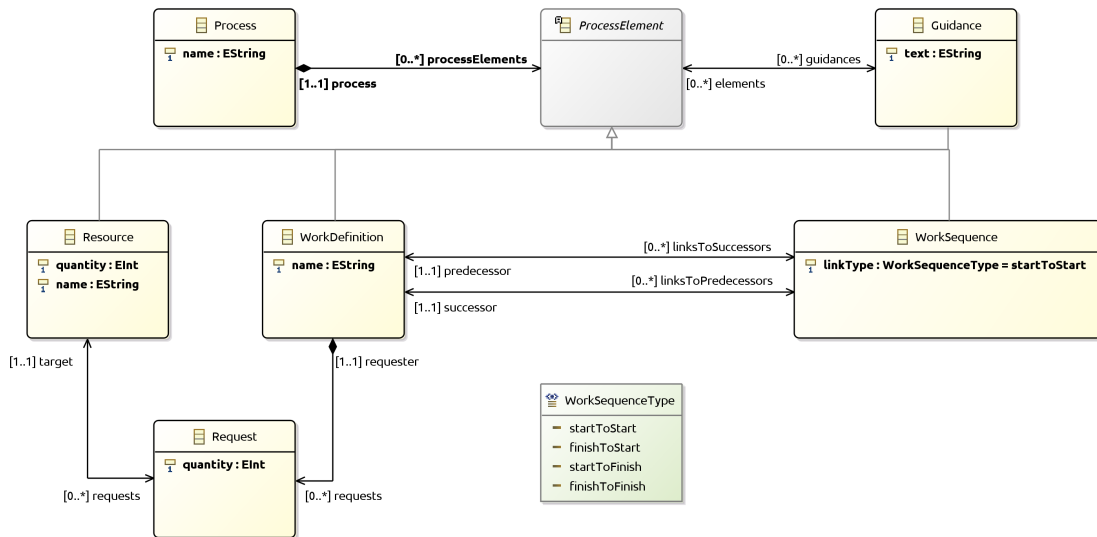 Process
ProcessElement
Guidance
name : EString
text : EString
[0..*] processElements
[0..*] guidances
[1..1] process
[0..*] elements
Resource
WorkDefinition
WorkSequence
quantity : EInt
name : EString
name : EString
linkType : WorkSequenceType = startToStart
[0..*] linksToSuccessors
[1..1] predecessor
[0..*] linksToPredecessors
[1..1] successor
[1..1] target
[1..1] requester
Request
quantity : EInt
[0..*] requests
[0..*] requests
WorkSequenceType
startToStart
finishToStart
startToFinish
finishToFinish